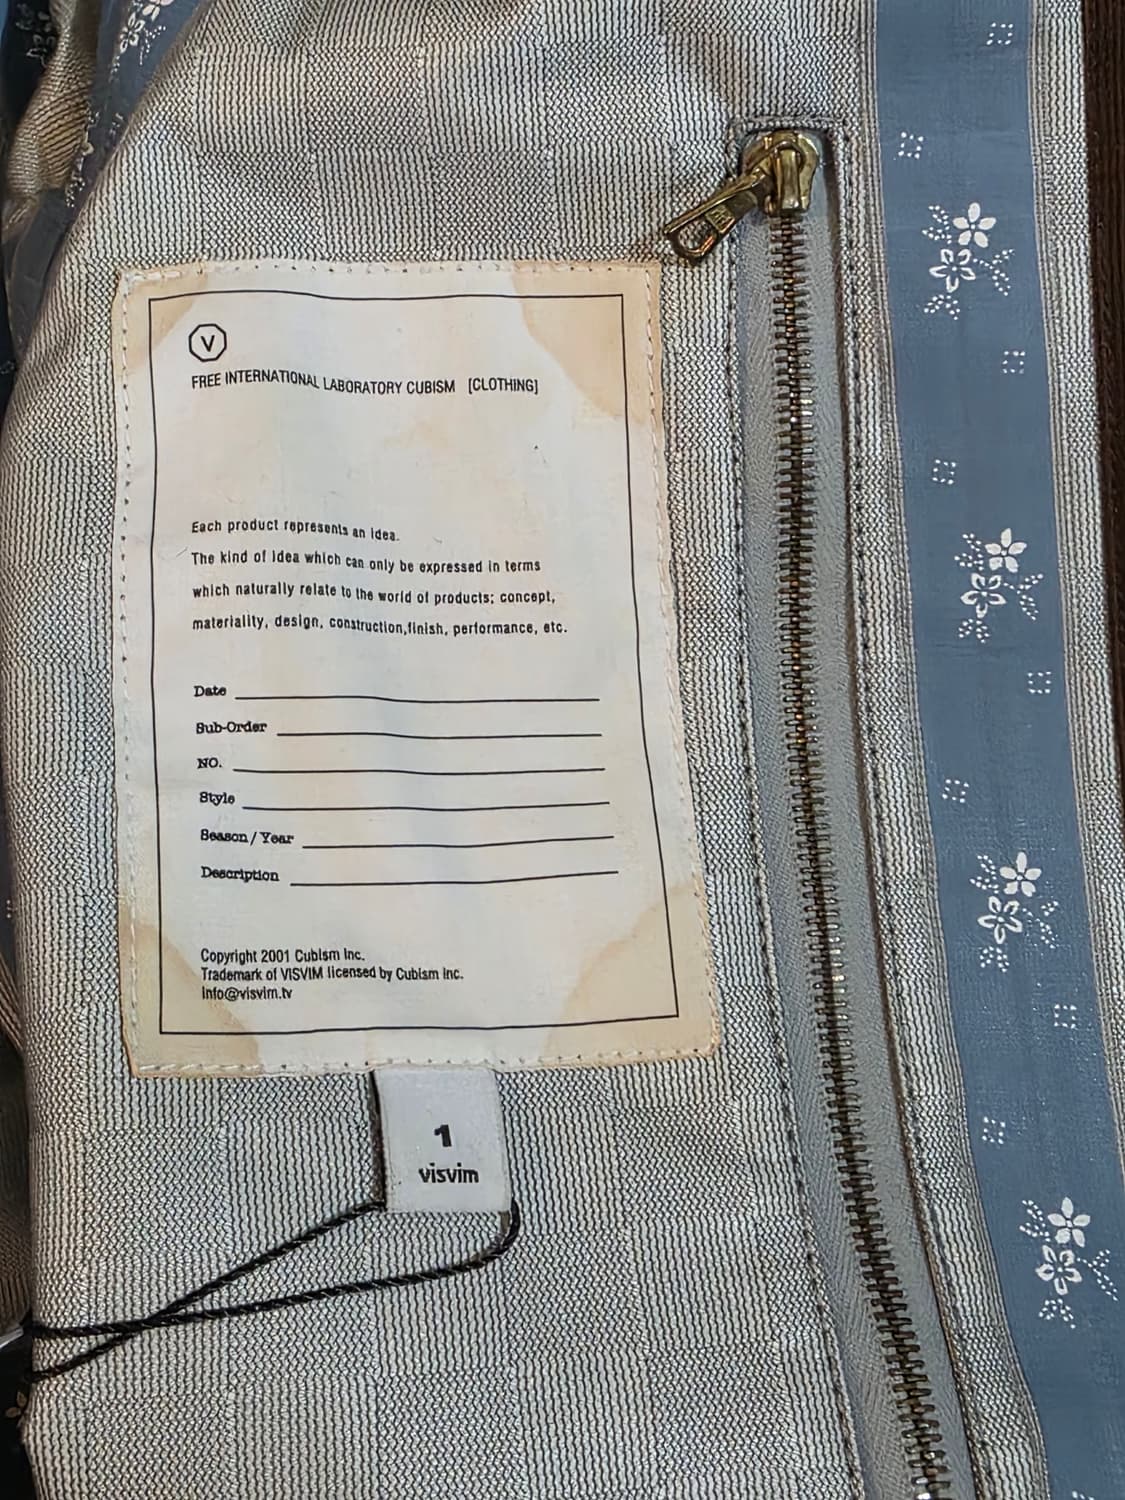 V
FREE INTERNATIONAL LABORATORY CUBISM [CLOTHING]
Each product represents an idea.
The kind of idea which can only be expressed in terms
which naturally relate to the world of products; concept,
materiality, design, construction,finish, performance, etc.
Date
Sub-Order
NO.
Style
Season / Year
Description
Copyright 2001 Cubism Inc.
Trademark of VISVIM licensed by Cubism Inc.
info@visvim.tv
1
visvim